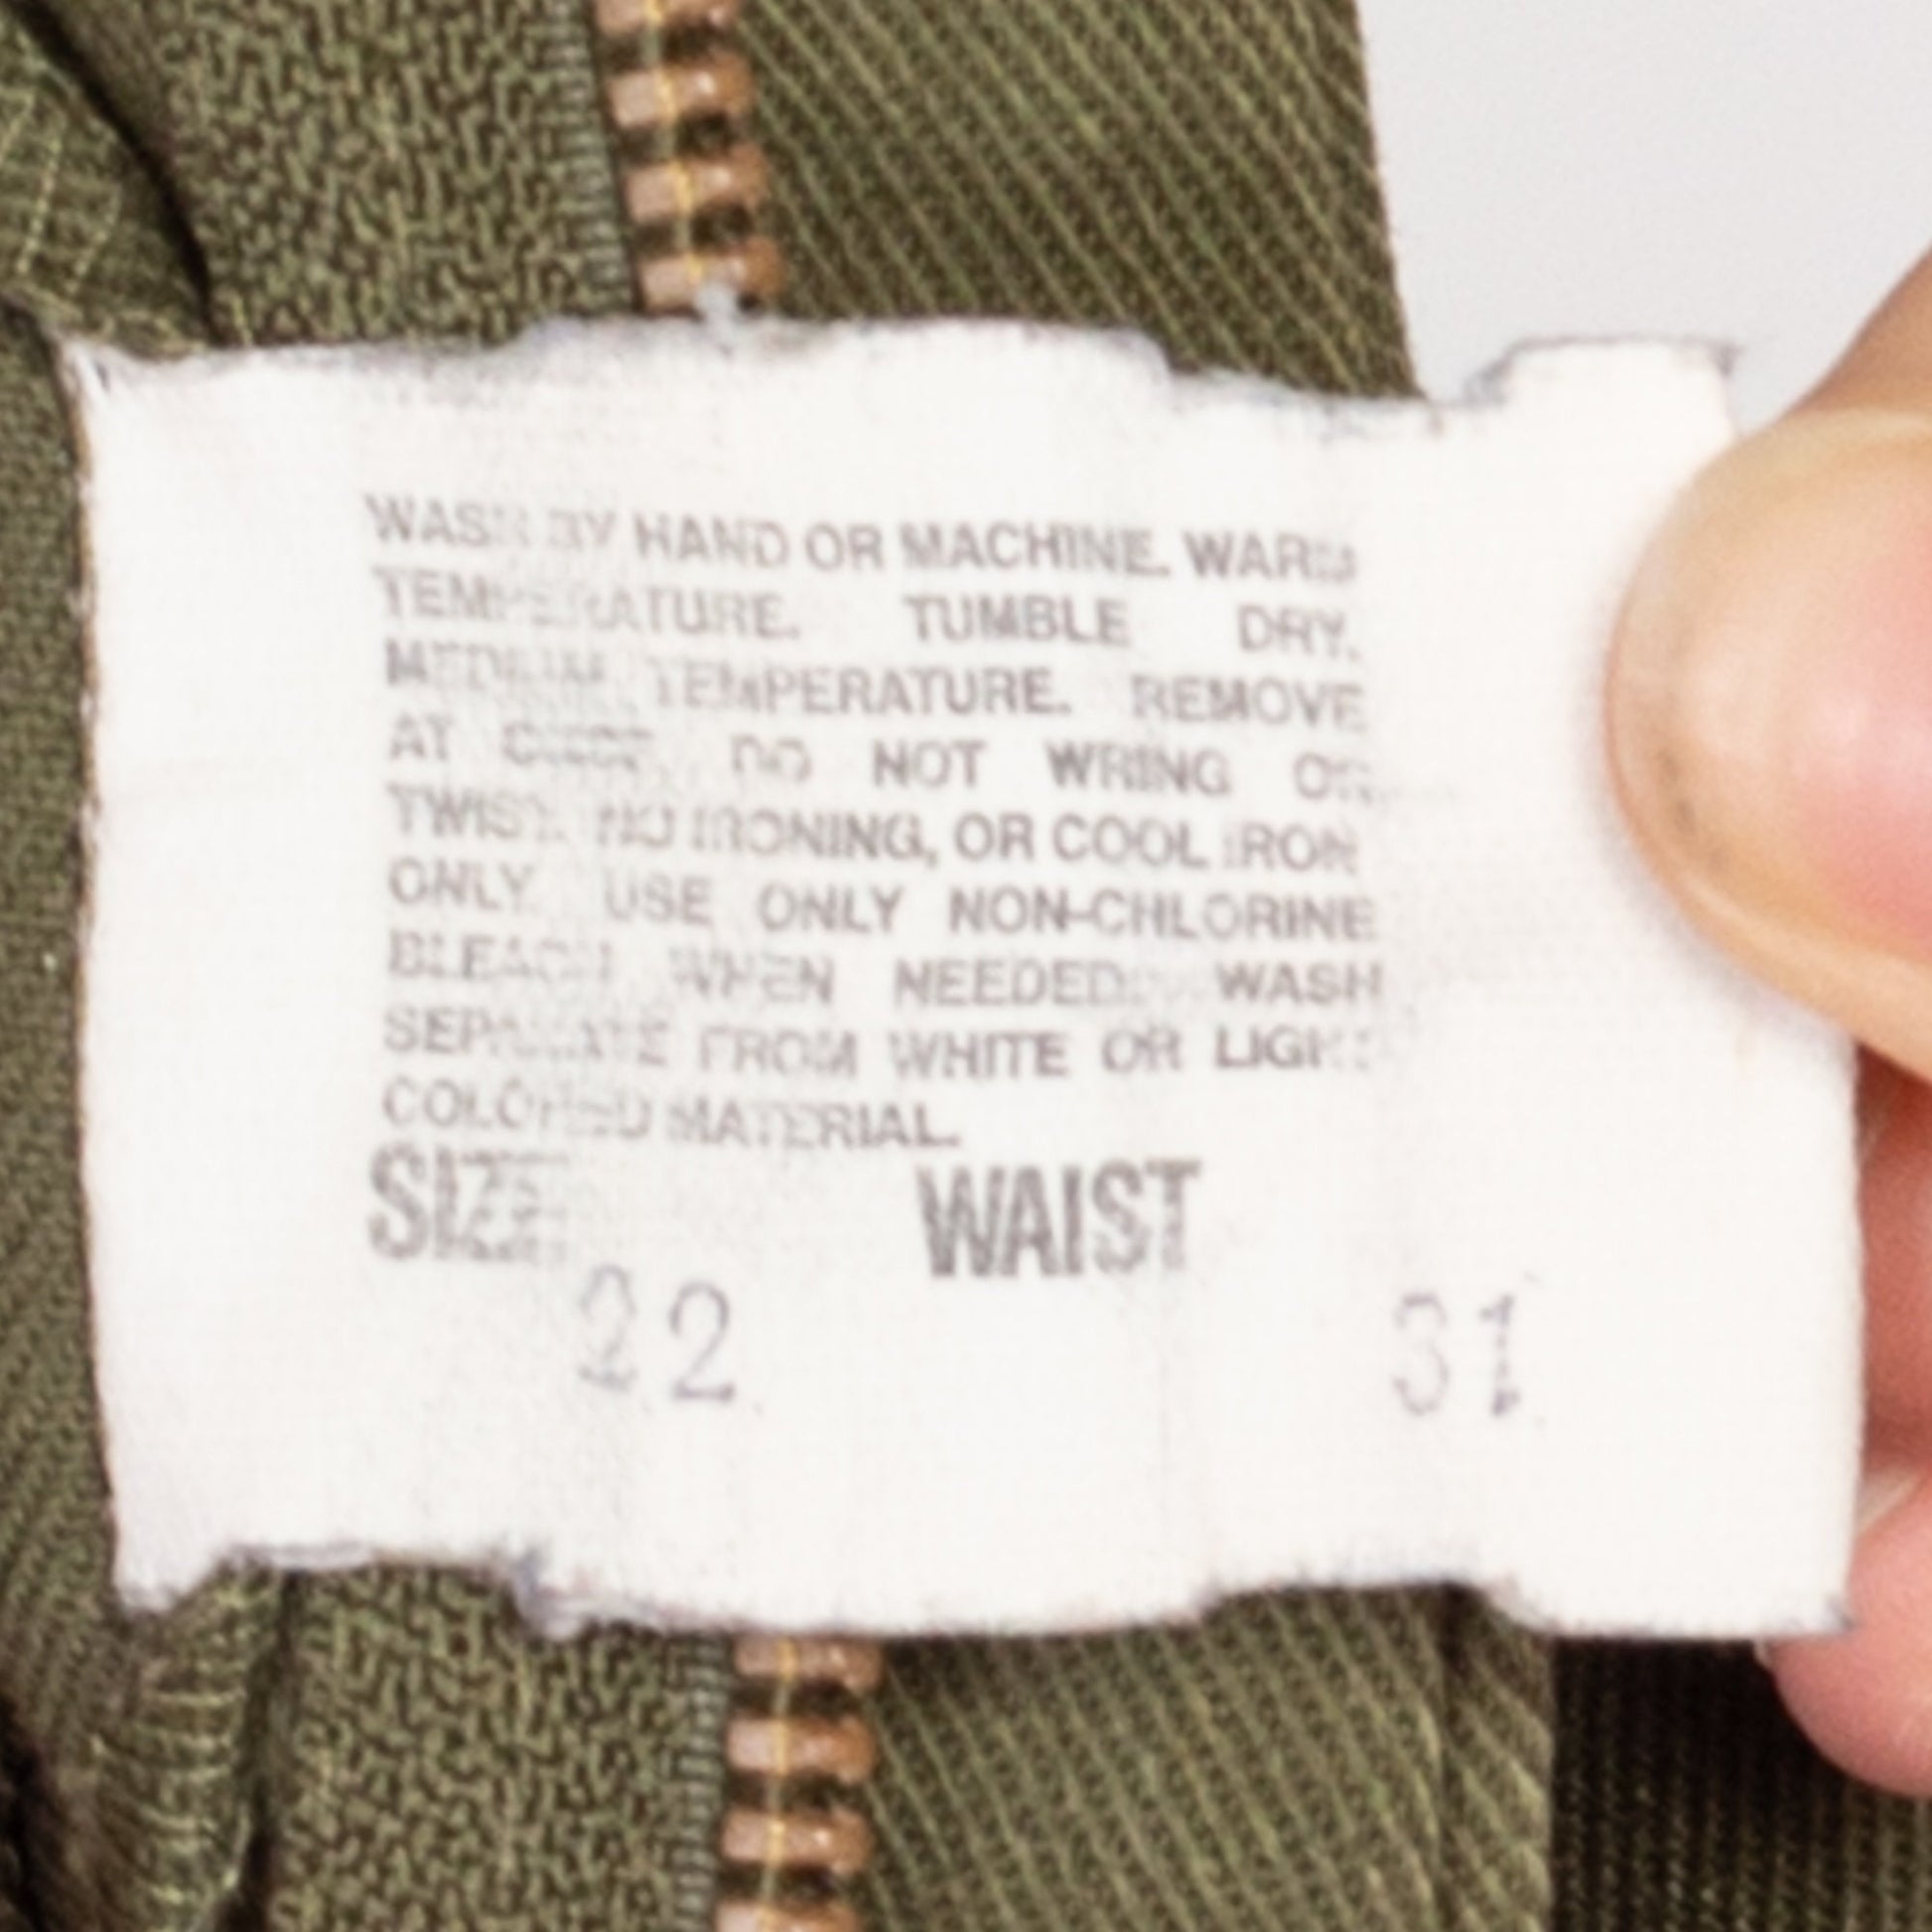 WASH BY HAND OR MACHINE. WARM
TEMPERATURE. TUMBLE DRY.
MEDIUM TEMPERATURE. REMOVE
AT ONCE. DO NOT WRING OR
TWIST. NO IRONING, OR COOL IRON
ONLY. USE ONLY NON-CHLORINE
BLEACH WHEN NEEDED. WASH
SEPARATE FROM WHITE OR LIGHT
COLORED MATERIAL.
SIZE WAIST
22 31